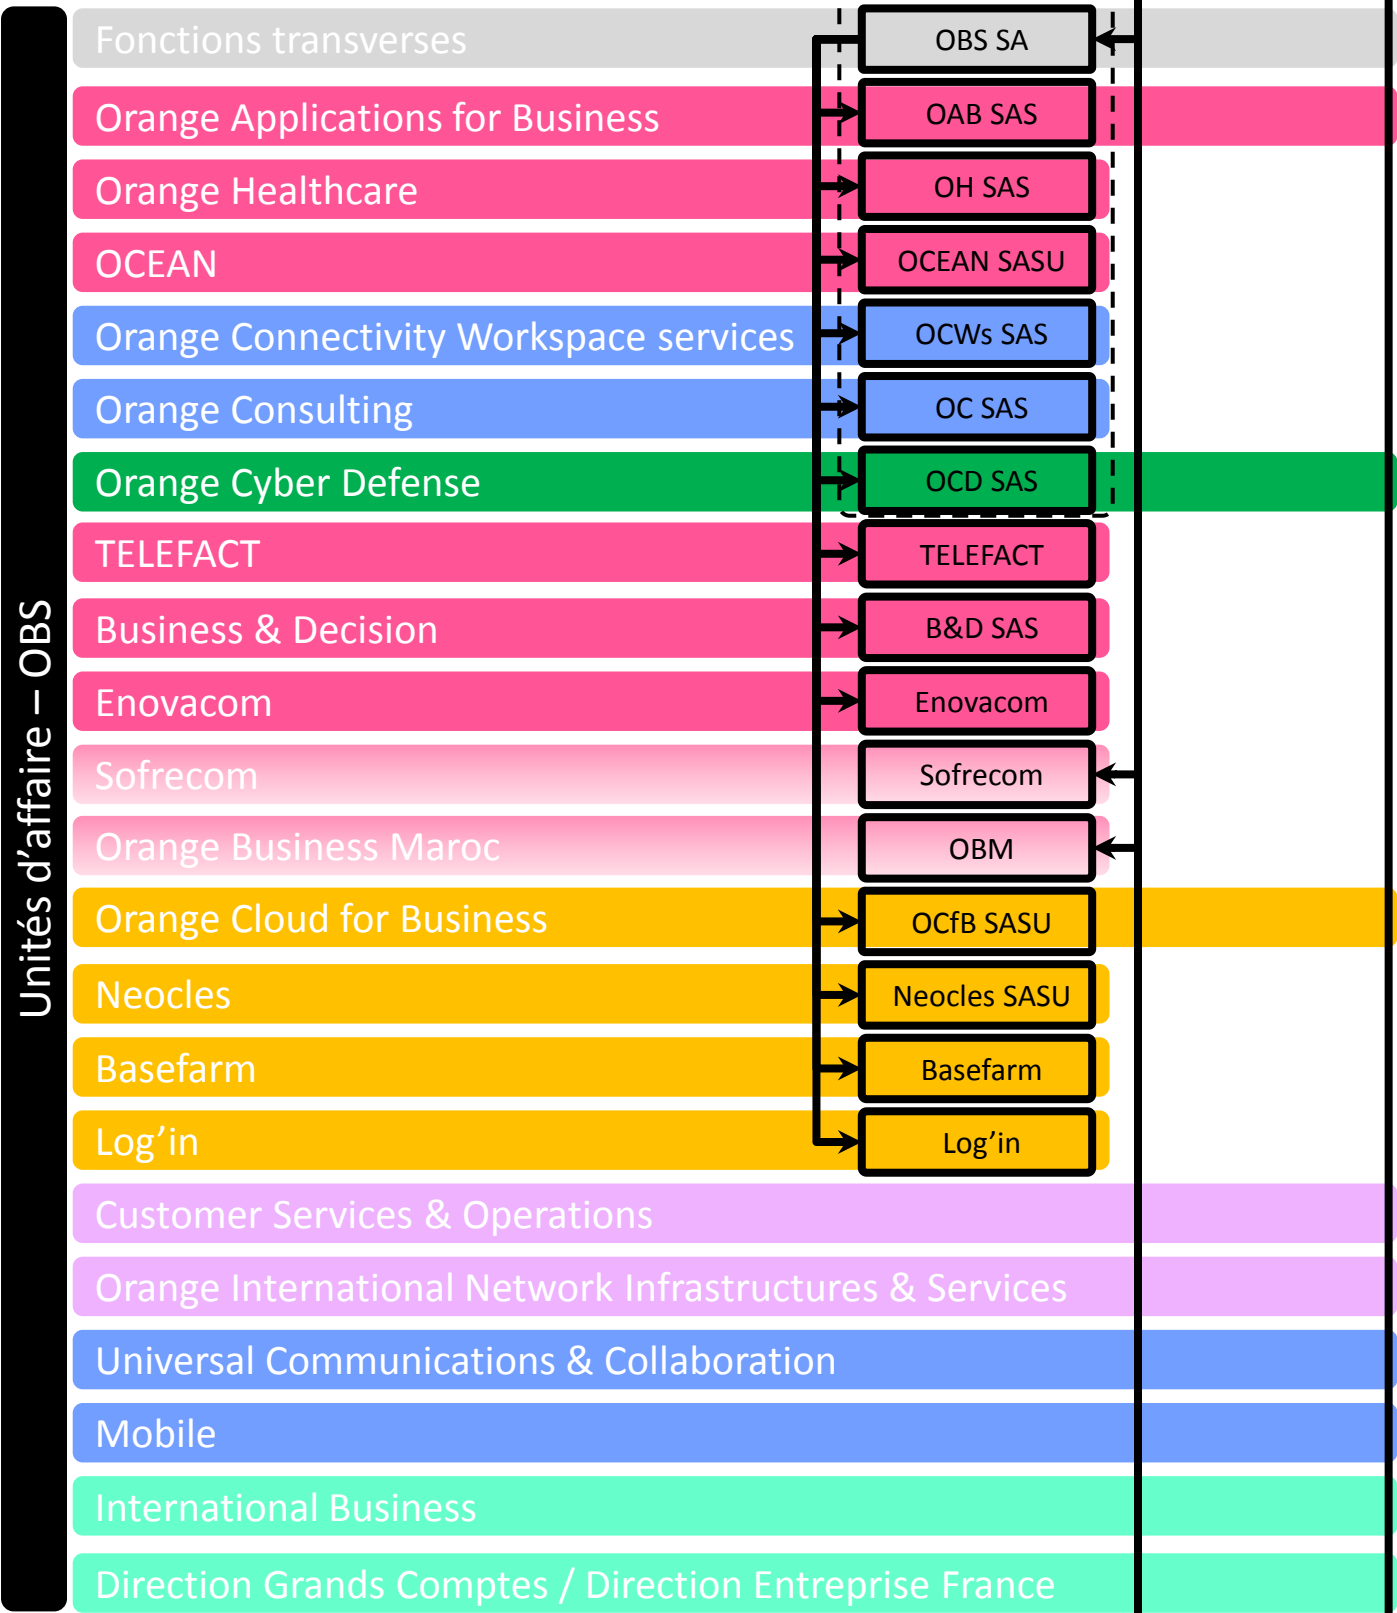 Unités d’affaire – OBS
Fonctions transverses
OBS SA
Orange Applications for Business
OAB SAS
Orange Healthcare
OH SAS
OCEAN
OCEAN SASU
Orange Connectivity Workspace services
OCWs SAS
Orange Consulting
OC SAS
Orange Cyber Defense
OCD SAS
TELEFACT
TELEFACT
Business & Decision
B&D SAS
Enovacom
Enovacom
Sofrecom
Sofrecom
Orange Business Maroc
OBM
Orange Cloud for Business
OCfB SASU
Neocles
Neocles SASU
Basefarm
Basefarm
Log’in
Log’in
Customer Services & Operations
Orange International Network Infrastructures & Services
Universal Communications & Collaboration
Mobile
International Business
Direction Grands Comptes / Direction Entreprise France